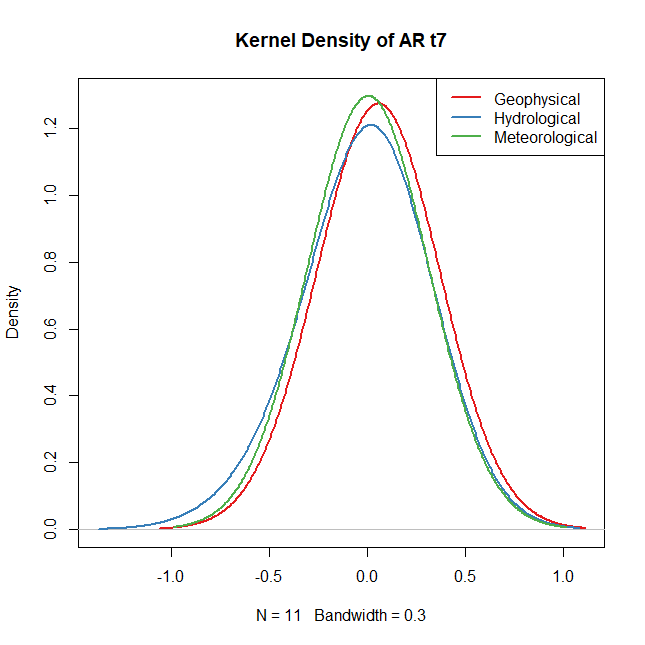 Kernel Density of AR t7
Geophysical
Hydrological
Meteorological
Density
1.2
1.0
0.8
0.6
0.4
0.2
0.0
-1.0 -0.5 0.0 0.5 1.0
N = 11 Bandwidth = 0.3